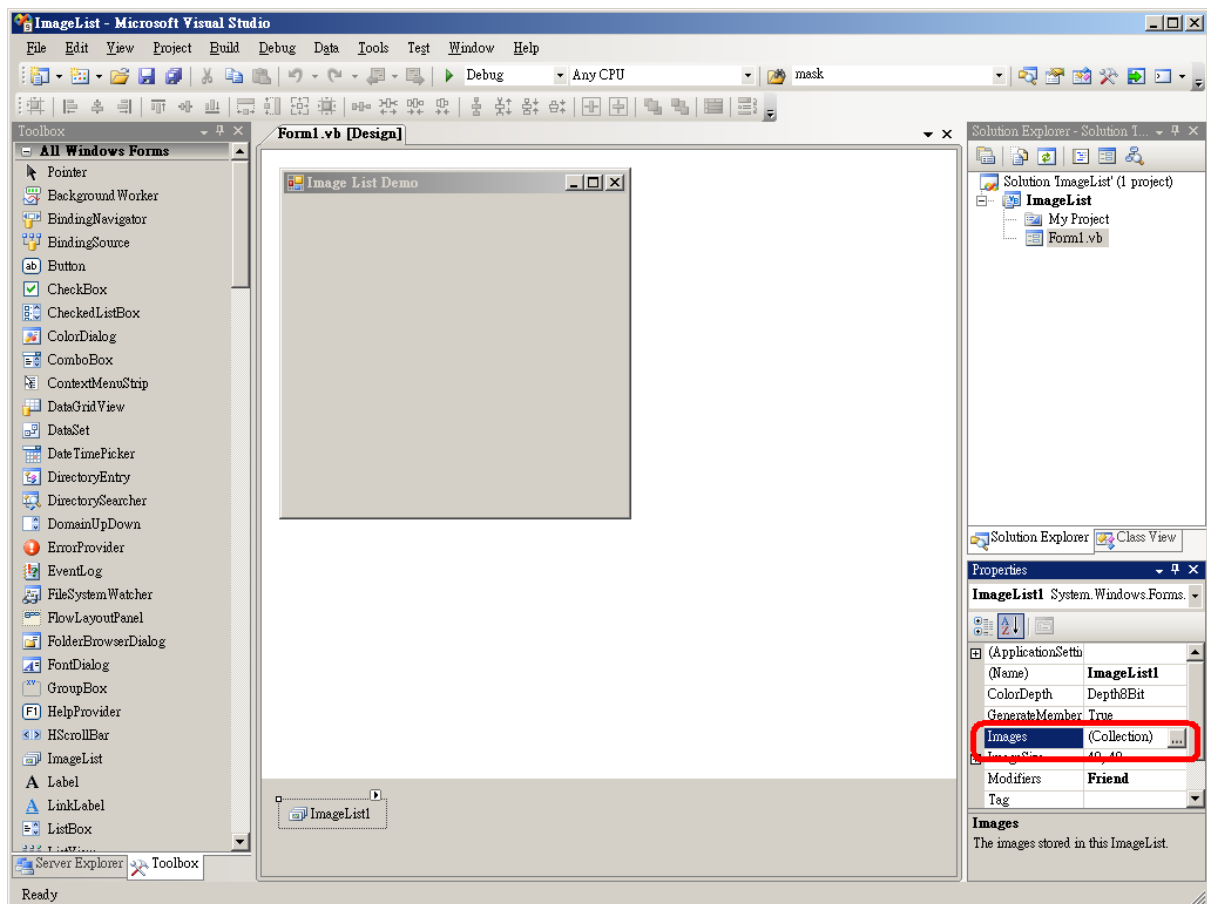 ImageList - Microsoft Visual Studio
File Edit View Project Build Debug Data Tools Test Window Help
Debug Any CPU mask
Toolbox
All Windows Forms
Pointer
BackgroundWorker
BindingNavigator
BindingSource
Button
CheckBox
CheckedListBox
ColorDialog
ComboBox
ContextMenuStrip
DataGridView
DataSet
DateTimePicker
DirectoryEntry
DirectorySearcher
DomainUpDown
ErrorProvider
EventLog
FileSystemWatcher
FlowLayoutPanel
FolderBrowserDialog
FontDialog
GroupBox
HelpProvider
HScrollBar
ImageList
Label
LinkLabel
ListBox
Server Explorer Toolbox
Form1.vb [Design]
Image List Demo
ImageList1
Solution Explorer - Solution 'I...
Solution 'ImageList' (1 project)
ImageList
My Project
Form1.vb
Solution Explorer Class View
Properties
ImageList1 System.Windows.Forms.
(ApplicationSettin
(Name) ImageList1
ColorDepth Depth8Bit
GenerateMember True
Images (Collection) ...
Modifiers Friend
Tag
Images
The images stored in this ImageList.
Ready